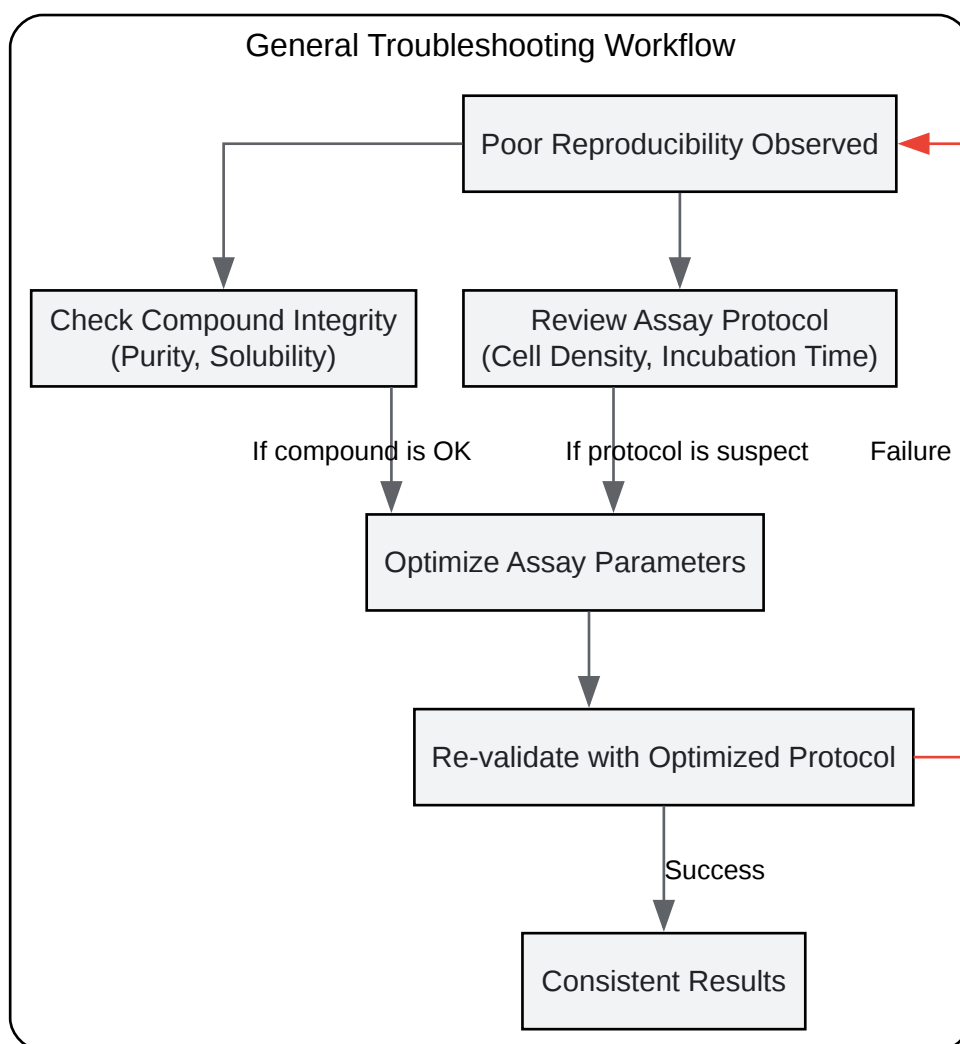 General Troubleshooting Workflow
Poor Reproducibility Observed
Check Compound Integrity
(Purity, Solubility)
Review Assay Protocol
(Cell Density, Incubation Time)
If compound is OK
If protocol is suspect
Failure
Optimize Assay Parameters
Re-validate with Optimized Protocol
Success
Consistent Results